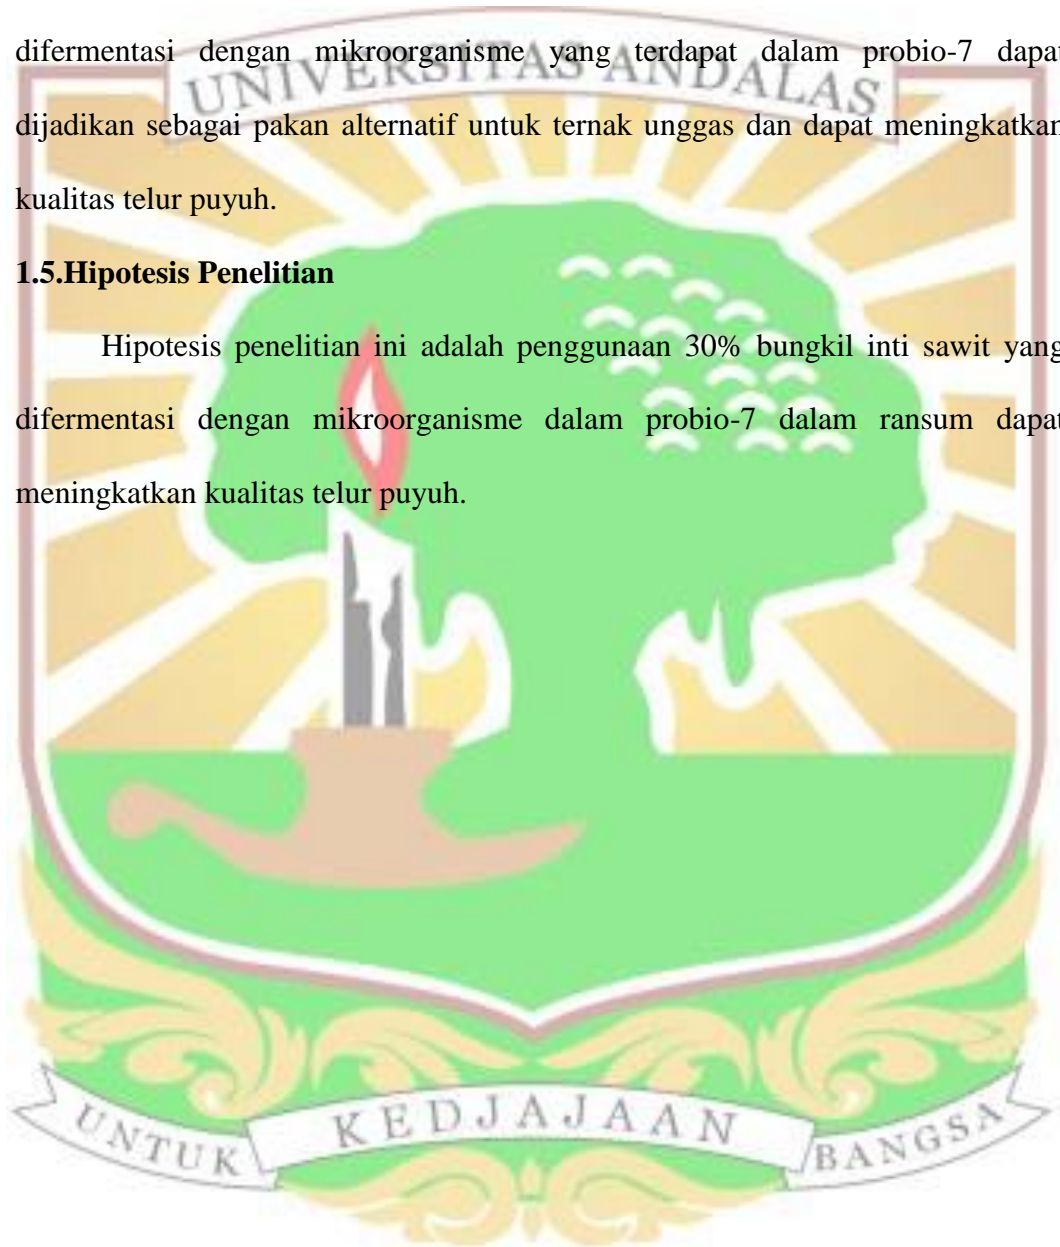 difermentasi dengan mikroorganisme yang terdapat dalam probio-7 dapat
UNIVERSITAS ANDALAS
dijadikan sebagai pakan alternatif untuk ternak unggas dan dapat meningkatkan
kualitas telur puyuh.
1.5.Hipotesis Penelitian
Hipotesis penelitian ini adalah penggunaan 30% bungkil inti sawit yang
difermentasi dengan mikroorganisme dalam probio-7 dalam ransum dapat
meningkatkan kualitas telur puyuh.
UNTUK KEDJAJAAN BANGSA